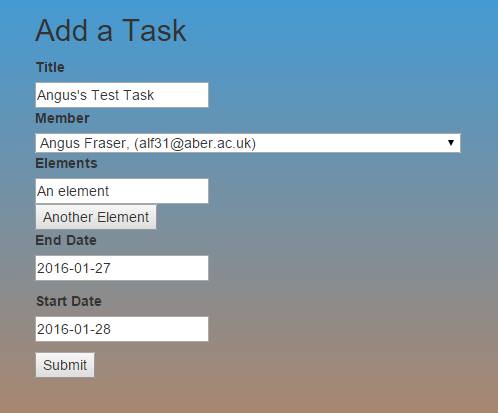 Add a Task
Title
Angus's Test Task
Member
Angus Fraser, (alf31@aber.ac.uk)
Elements
An element
Another Element
End Date
2016-01-27
Start Date
2016-01-28
Submit